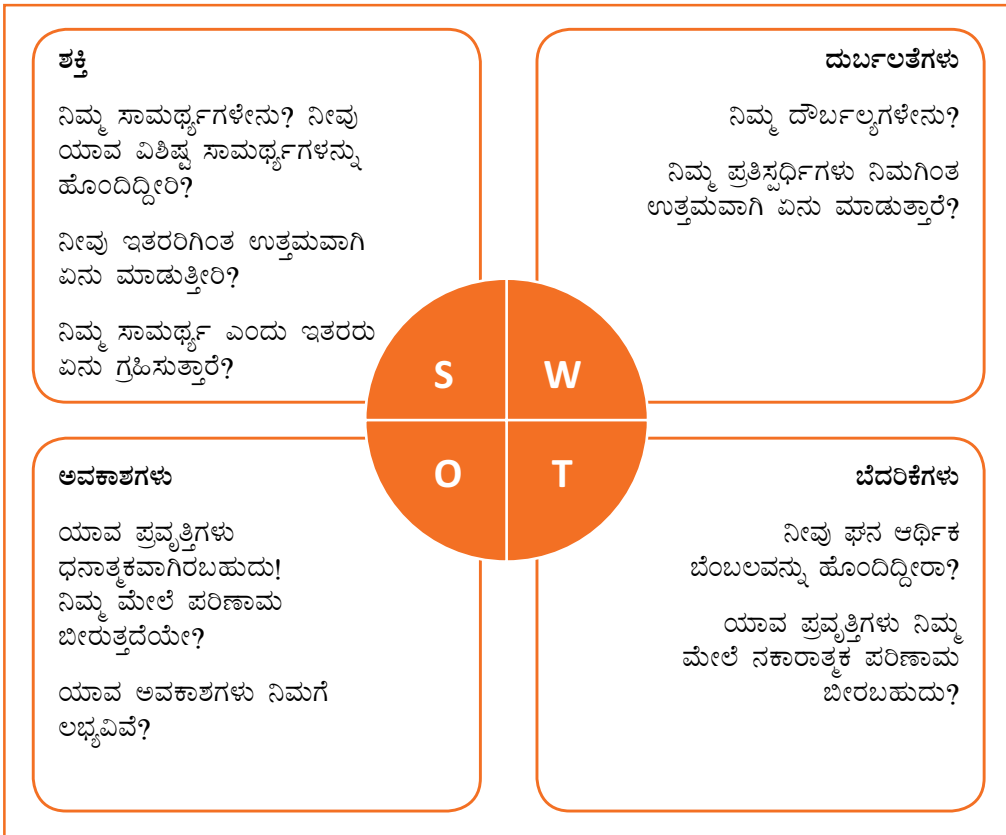 ಶಕ್ತಿ
ನಿಮ್ಮ ಸಾಮರ್ಥ್ಯಗಳೇನು? ನೀವು
ಯಾವ ವಿಶಿಷ್ಟ ಸಾಮರ್ಥ್ಯಗಳನ್ನು
ಹೊಂದಿದ್ದೀರಿ?
ನೀವು ಇತರರಿಗಿಂತ ಉತ್ತಮವಾಗಿ
ಏನು ಮಾಡುತ್ತೀರಿ?
ನಿಮ್ಮ ಸಾಮರ್ಥ್ಯ ಎಂದು ಇತರರು
ಏನು ಗ್ರಹಿಸುತ್ತಾರೆ?
ದುರ್ಬಲತೆಗಳು
ನಿಮ್ಮ ದೌರ್ಬಲ್ಯಗಳೇನು?
ನಿಮ್ಮ ಪ್ರತಿಸ್ಪರ್ಧಿಗಳು ನಿಮಗಿಂತ
ಉತ್ತಮವಾಗಿ ಏನು ಮಾಡುತ್ತಾರೆ?
S W
O T
ಅವಕಾಶಗಳು
ಯಾವ ಪ್ರವೃತ್ತಿಗಳು
ಧನಾತ್ಮಕವಾಗಿರಬಹುದು!
ನಿಮ್ಮ ಮೇಲೆ ಪರಿಣಾಮ
ಬೀರುತ್ತದೆಯೇ?
ಯಾವ ಅವಕಾಶಗಳು ನಿಮಗೆ
ಲಭ್ಯವಿವೆ?
ಬೆದರಿಕೆಗಳು
ನೀವು ಘನ ಆರ್ಥಿಕ
ಬೆಂಬಲವನ್ನು ಹೊಂದಿದ್ದೀರಾ?
ಯಾವ ಪ್ರವೃತ್ತಿಗಳು ನಿಮ್ಮ
ಮೇಲೆ ನಕಾರಾತ್ಮಕ ಪರಿಣಾಮ
ಬೀರಬಹುದು?